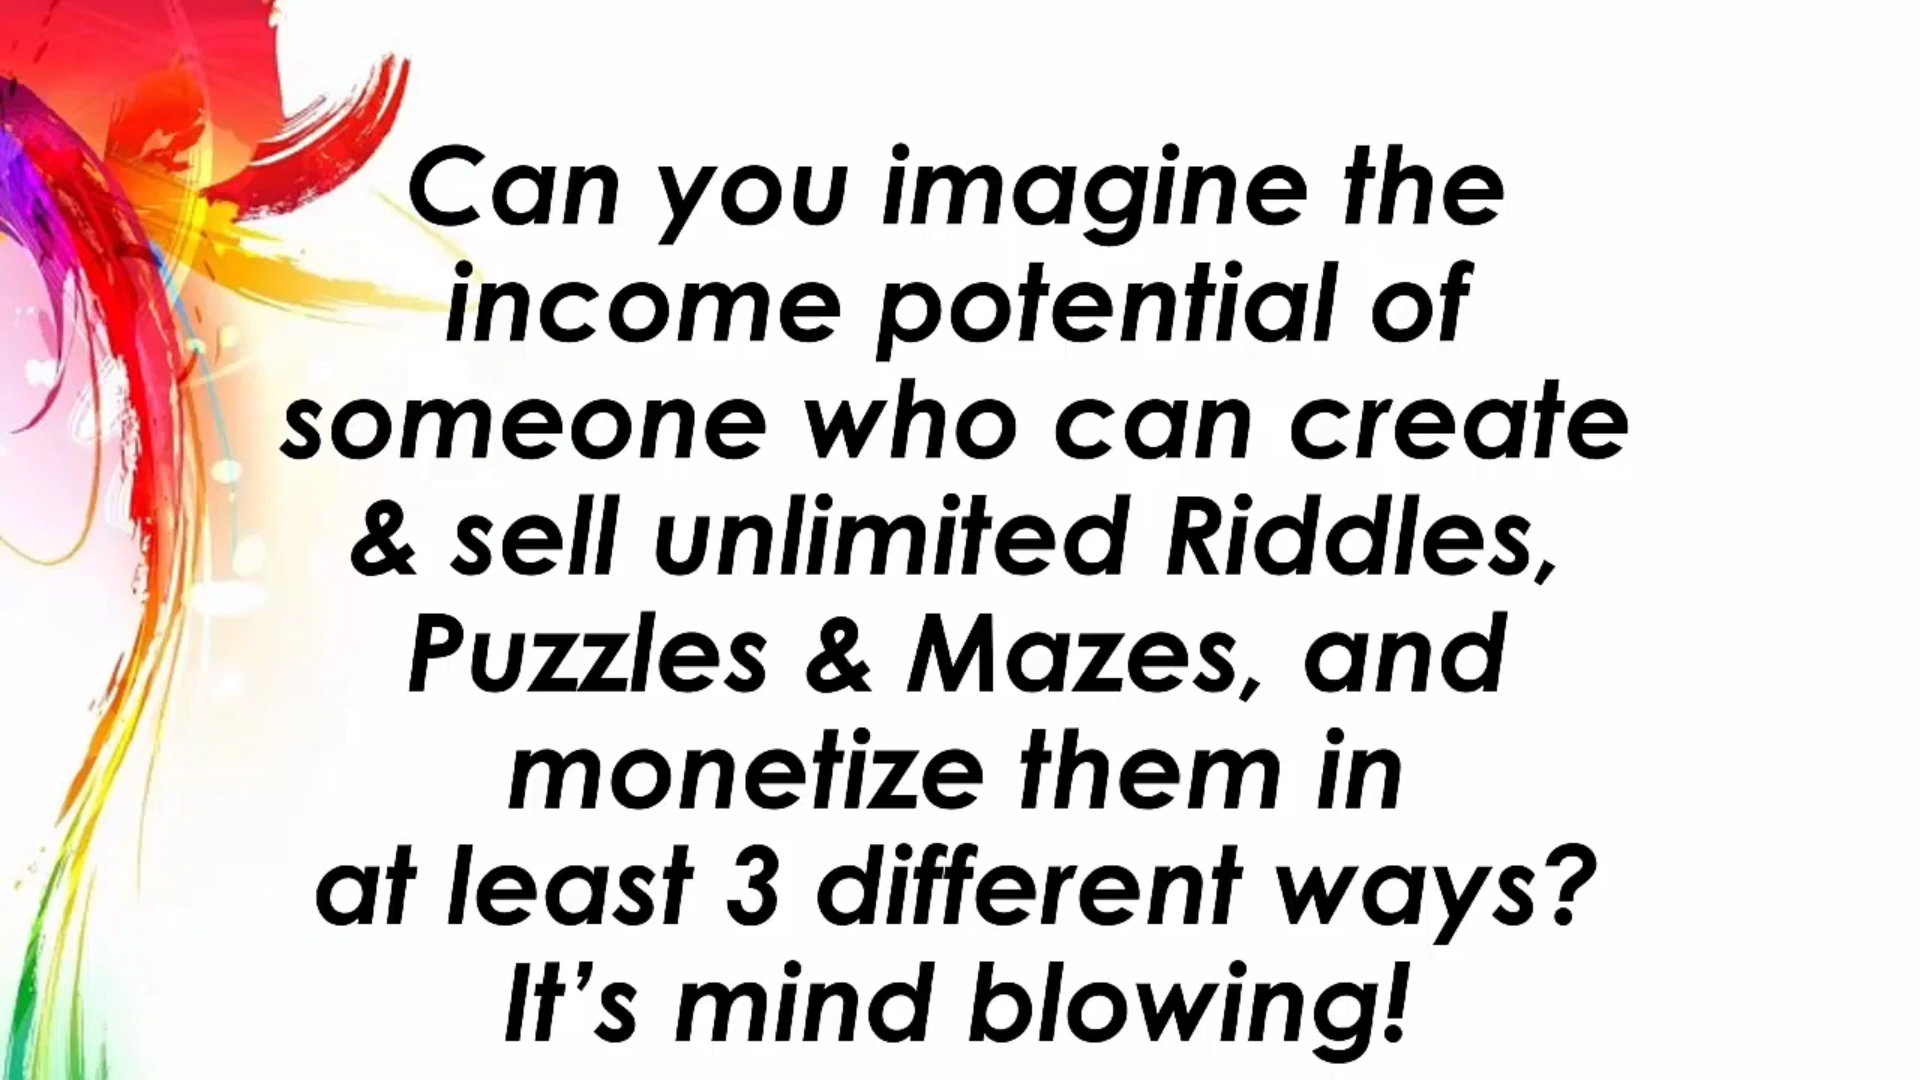 Can you imagine the
income potential of
someone who can create
& sell unlimited Riddles,
Puzzles & Mazes, and
monetize them in
at least 3 different ways?
It’s mind blowing!